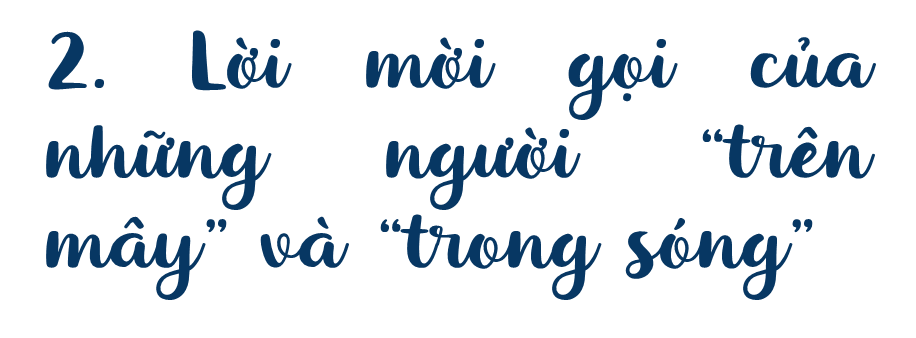 2. Lời mời gọi của
những người “trên
mây” và “trong sóng”